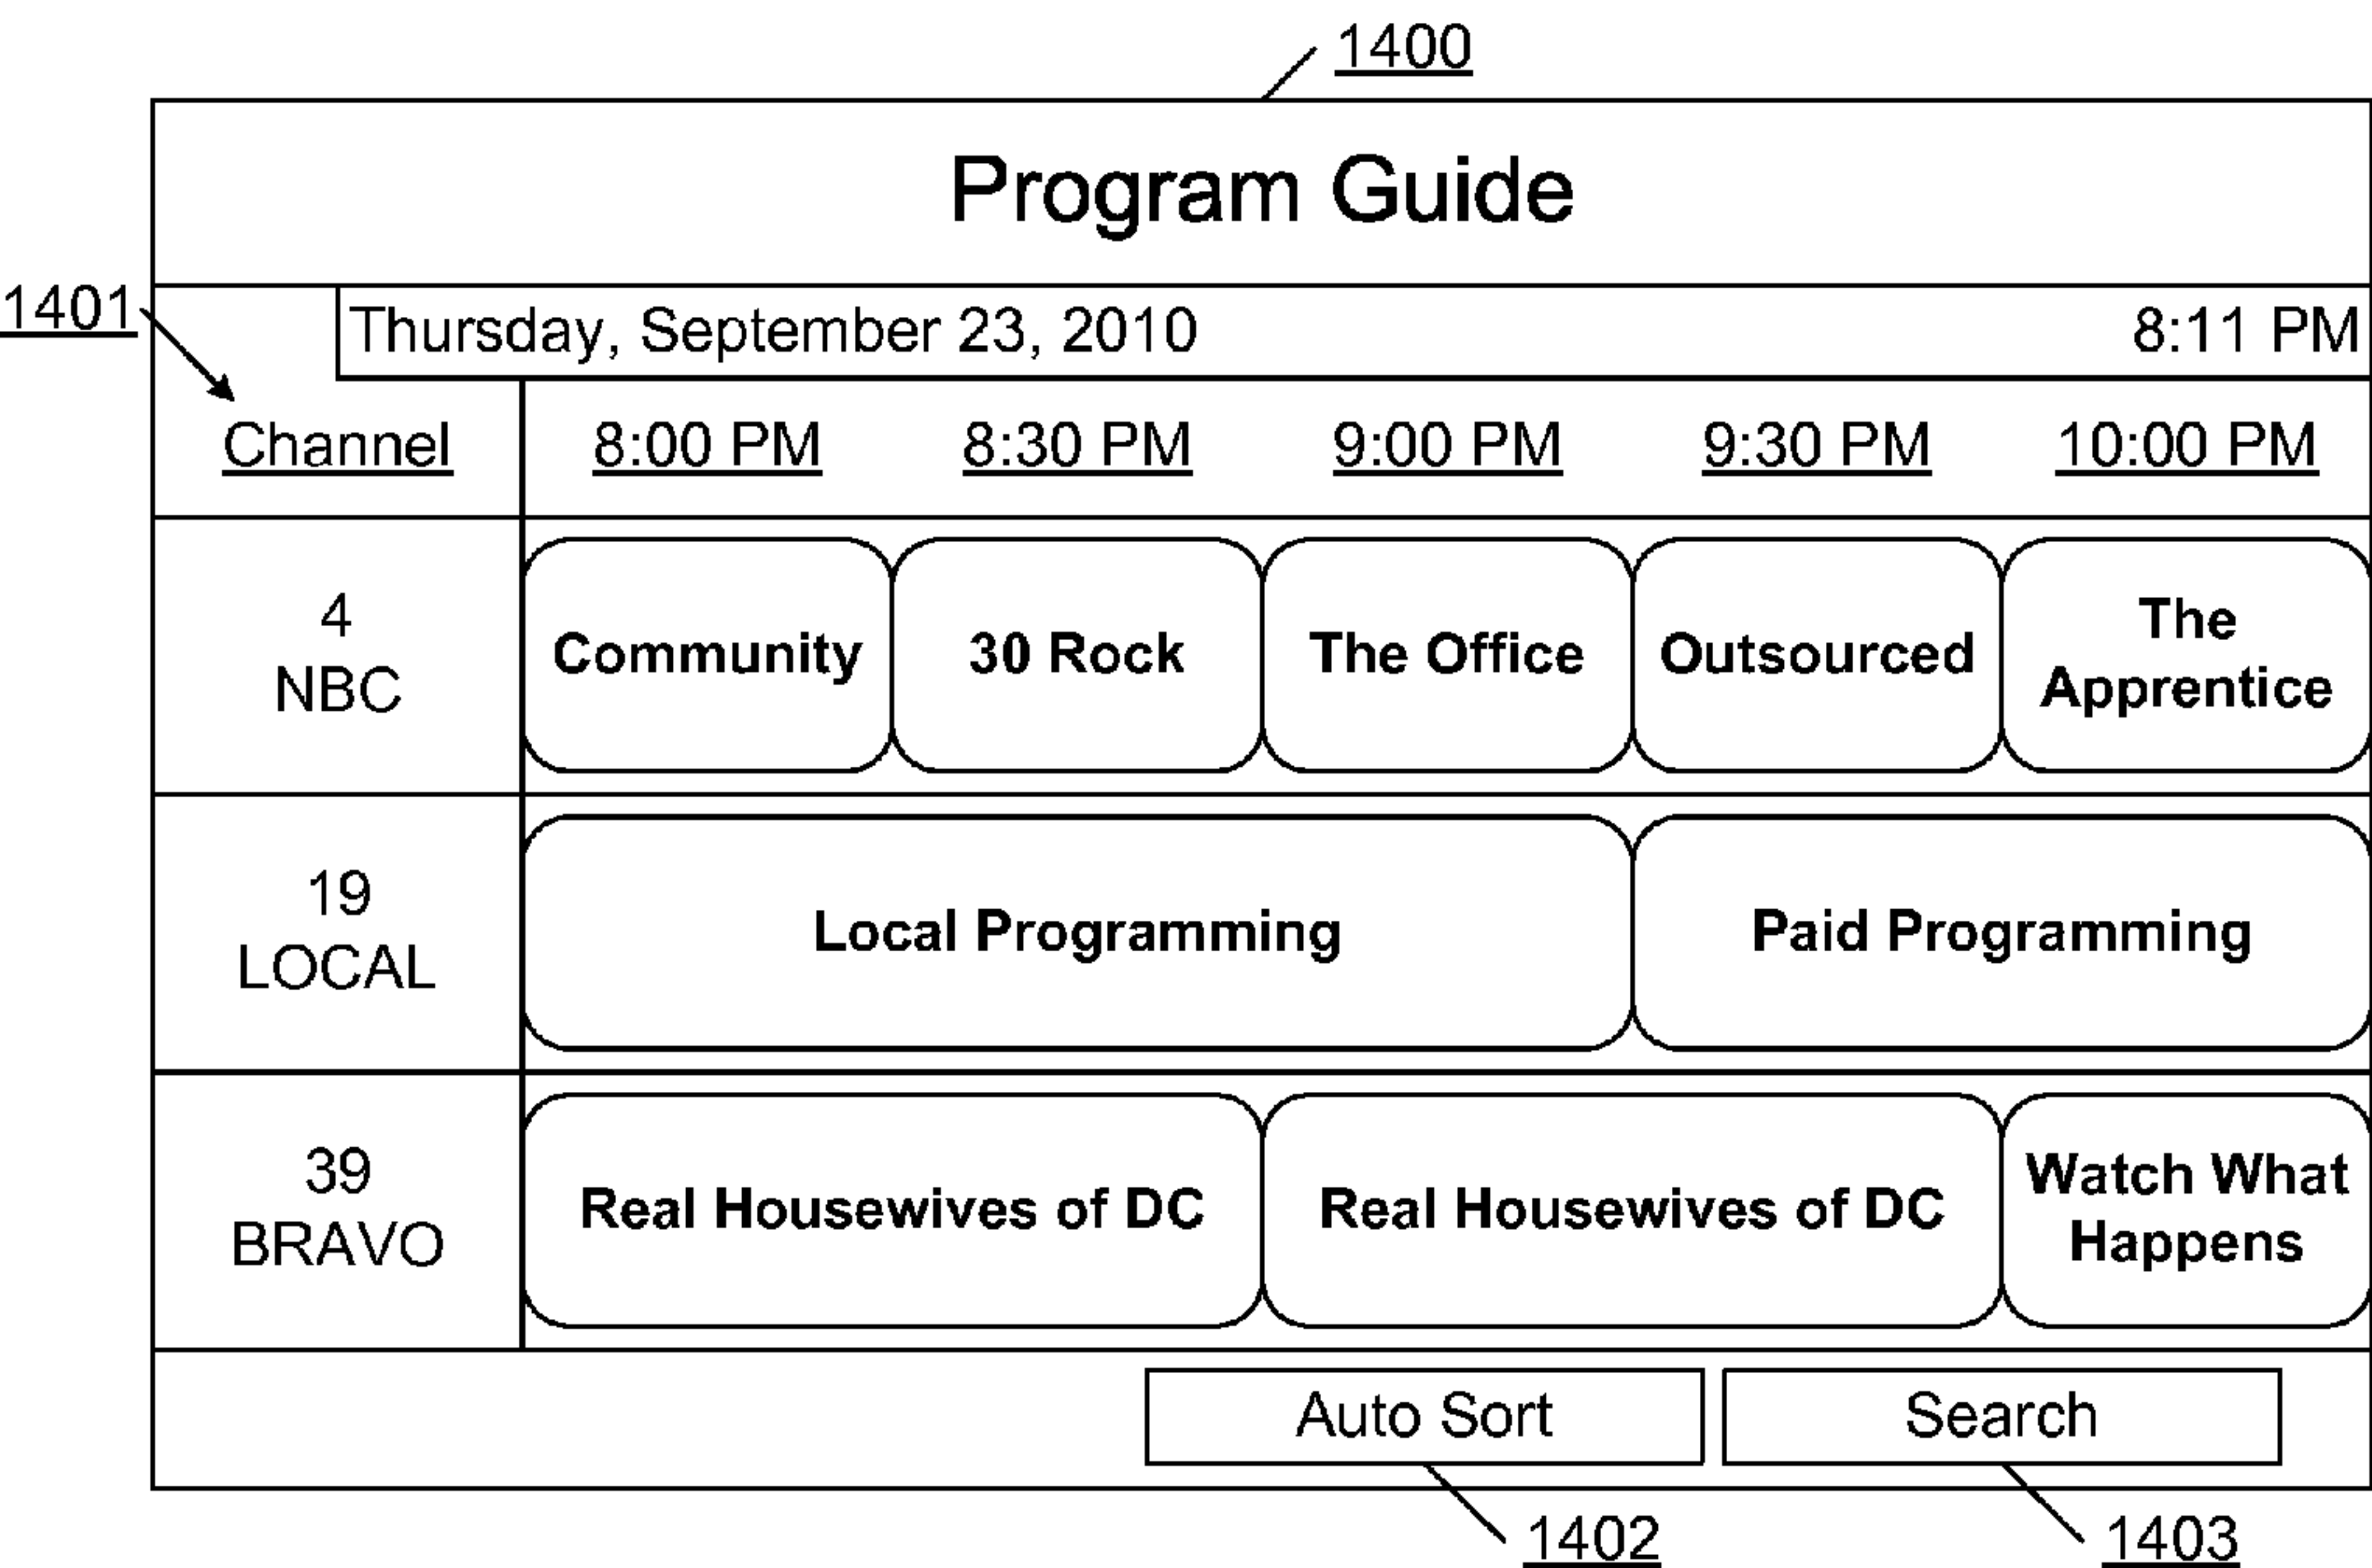 1400
Program Guide
1401
Thursday, September 23, 2010 8:11 PM
Channel 8:00 PM 8:30 PM 9:00 PM 9:30 PM 10:00 PM
4
NBC
Community
30 Rock
The Office
Outsourced
The
Apprentice
19
LOCAL
Local Programming
Paid Programming
39
BRAVO
Real Housewives of DC
Real Housewives of DC
Watch What
Happens
Auto Sort
Search
1402
1403